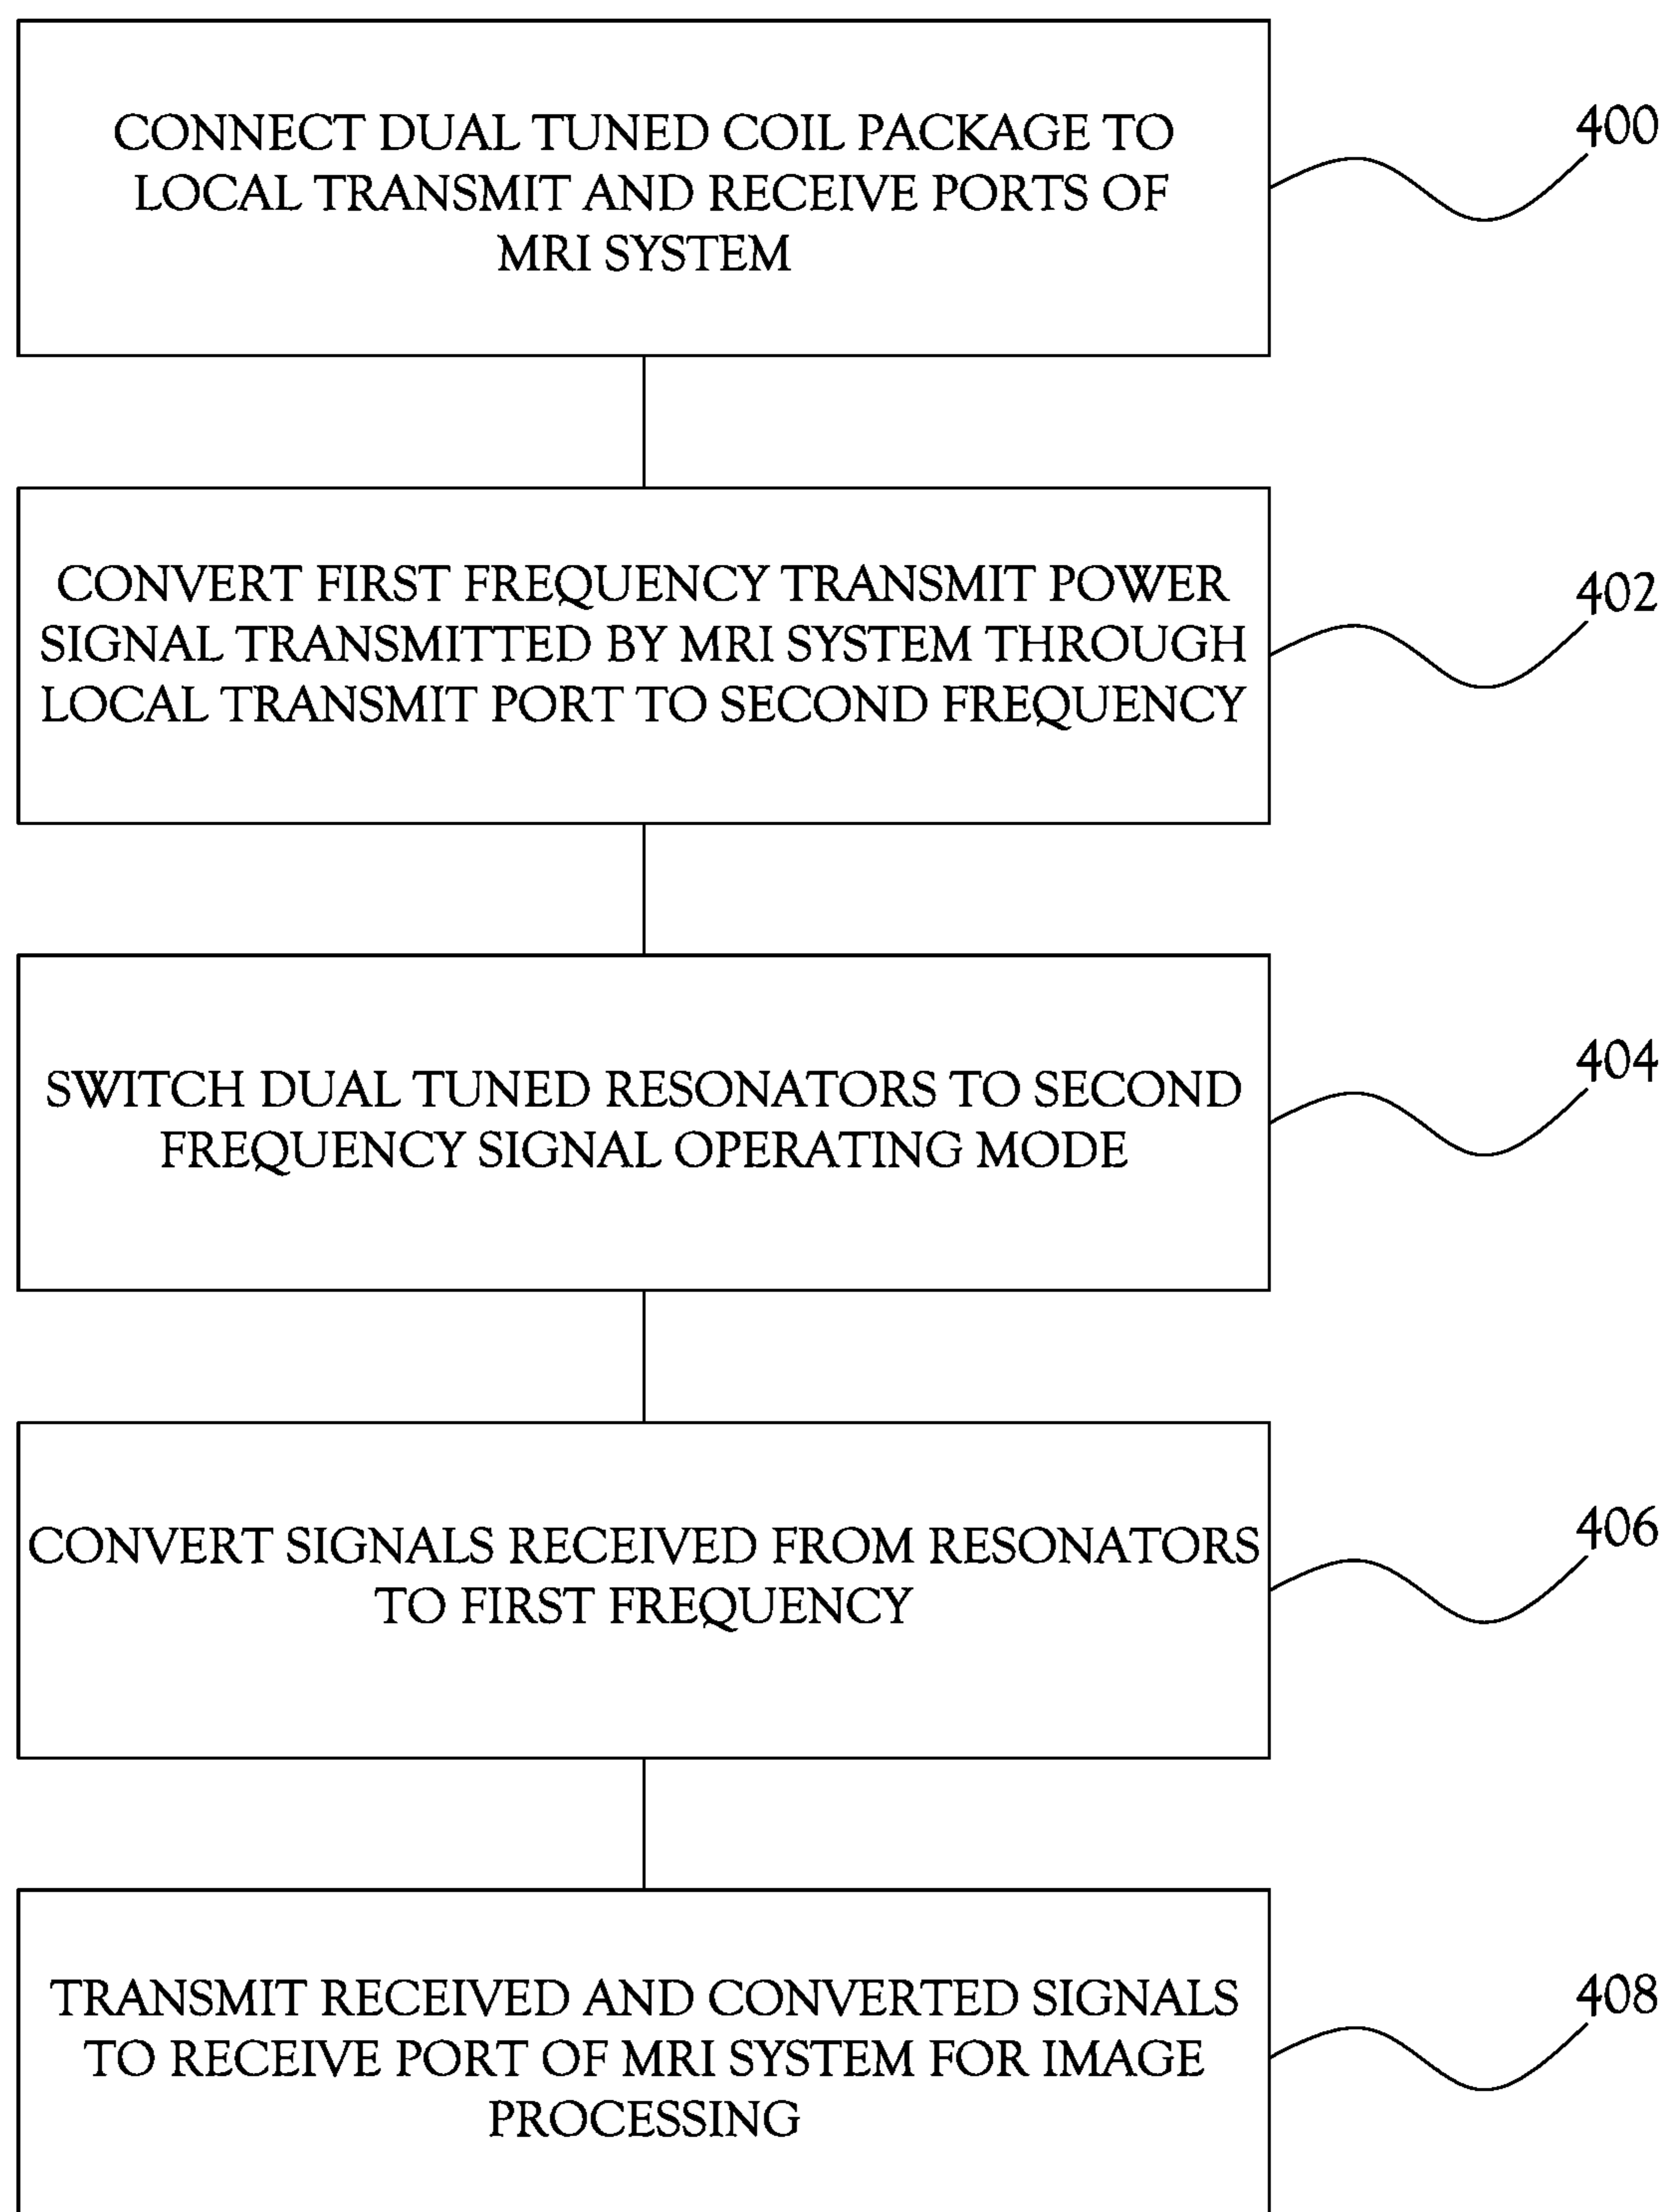 CONNECT DUAL TUNED COIL PACKAGE TO
LOCAL TRANSMIT AND RECEIVE PORTS OF
MRI SYSTEM
400
CONVERT FIRST FREQUENCY TRANSMIT POWER
SIGNAL TRANSMITTED BY MRI SYSTEM THROUGH
LOCAL TRANSMIT PORT TO SECOND FREQUENCY
402
SWITCH DUAL TUNED RESONATORS TO SECOND
FREQUENCY SIGNAL OPERATING MODE
404
CONVERT SIGNALS RECEIVED FROM RESONATORS
TO FIRST FREQUENCY
406
TRANSMIT RECEIVED AND CONVERTED SIGNALS
TO RECEIVE PORT OF MRI SYSTEM FOR IMAGE
PROCESSING
408